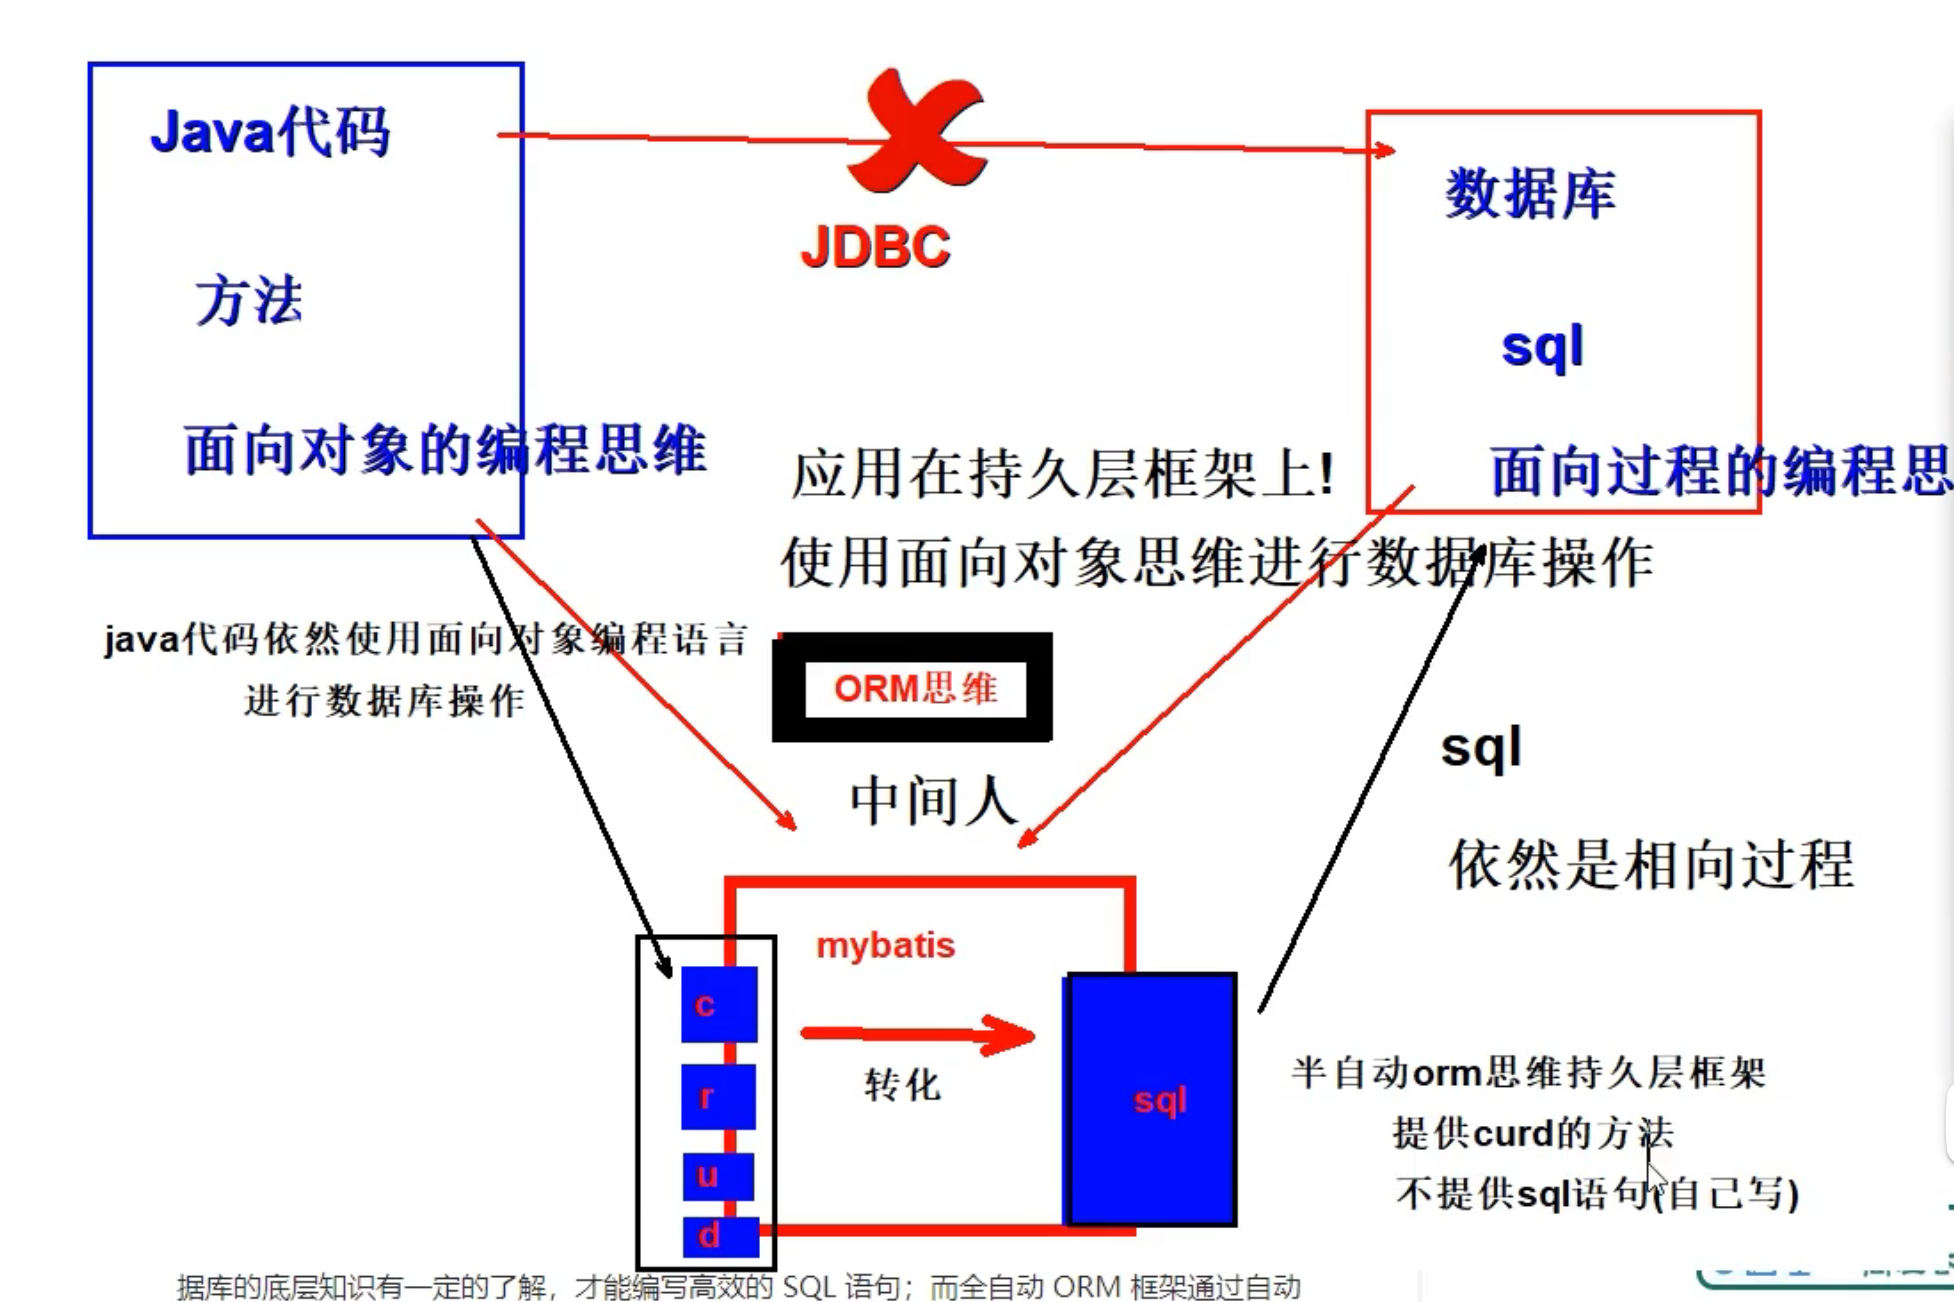 Java代码
方法
面向对象的编程思维
JDBC
数据库
sql
面向过程的编程思
应用在持久层框架上!
使用面向对象思维进行数据库操作
java代码依然使用面向对象编程语言
进行数据库操作
ORM思维
中间人
sql
依然是相向过程
mybatis
转化
c
r
u
d
sql
半自动orm思维持久层框架
提供curd的方法
不提供sql语句(自己写)
据库的底层知识有一定的了解，才能编写高效的 SQL 语句；而全自动 ORM 框架通过自动